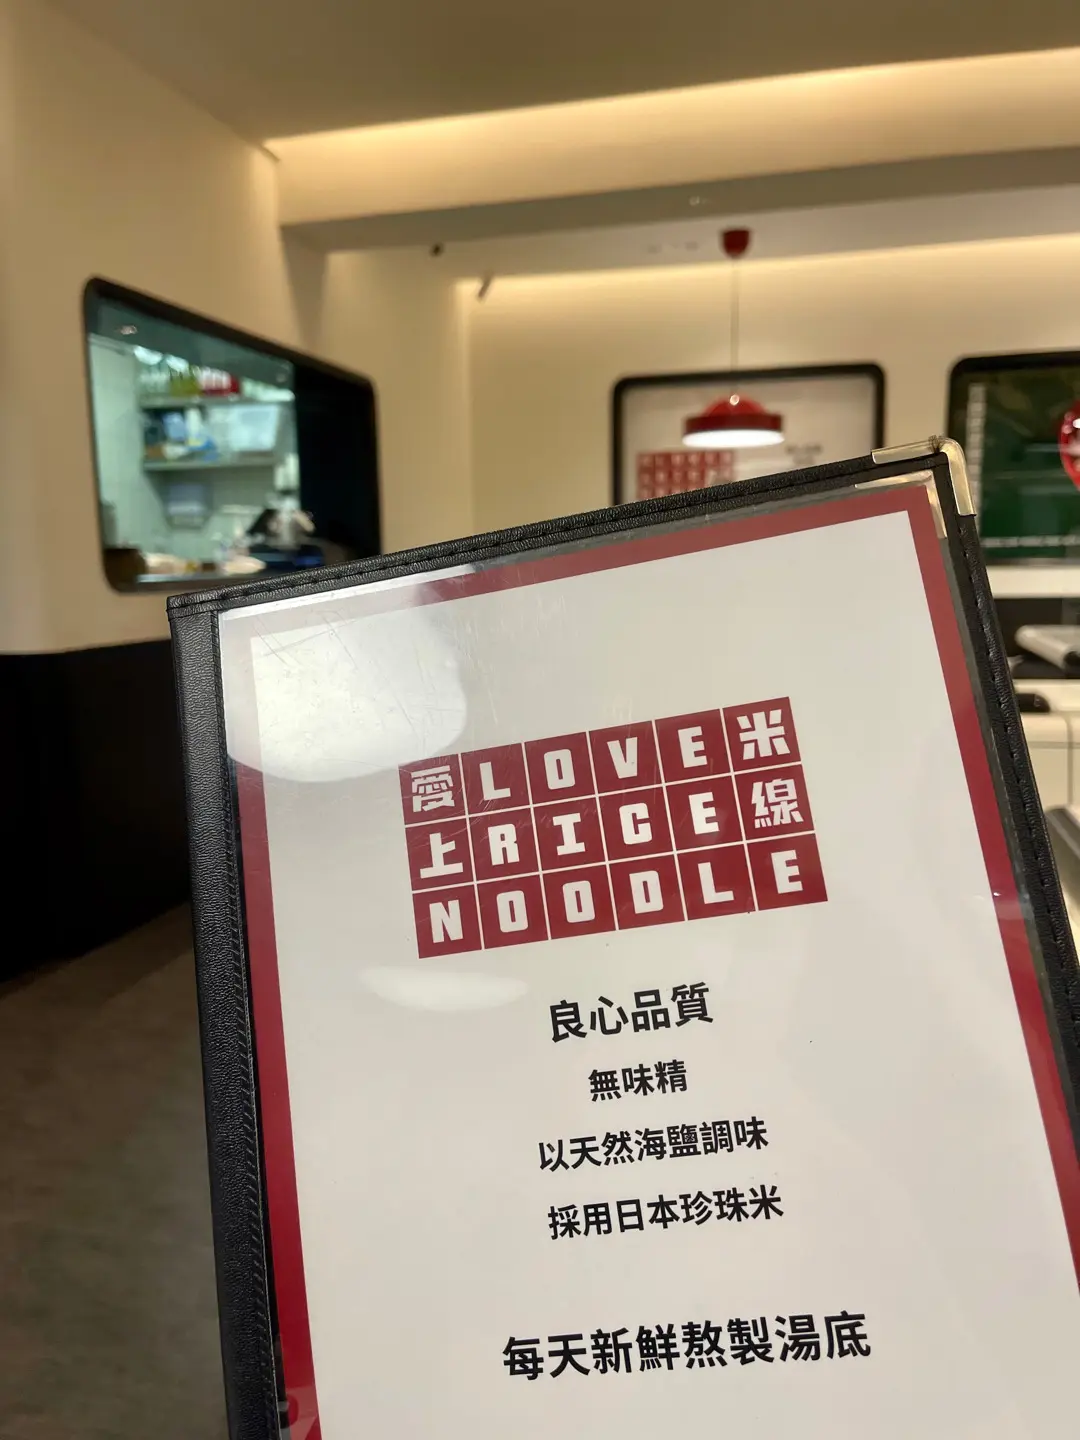 愛LOVE米
上RICE線
NOODLE
良心品質
無味精
以天然海鹽調味
採用日本珍珠米
每天新鮮熬製湯底